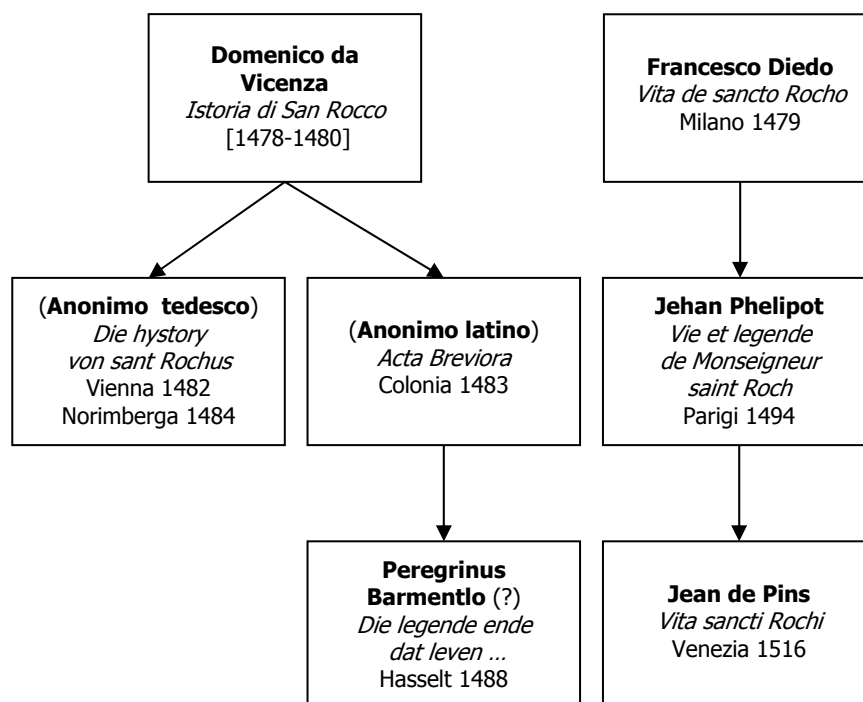 Domenico da
Vicenza
Istoria di San Rocco
[1478-1480]
Francesco Diedo
Vita de sancto Rocho
Milano 1479
(Anonimo tedesco)
Die hystory
von sant Rochus
Vienna 1482
Norimberga 1484
(Anonimo latino)
Acta Breviora
Colonia 1483
Jehan Phelipot
Vie et legende
de Monseigneur
saint Roch
Parigi 1494
Peregrinus
Barmentlo (?)
Die legende ende
dat leven ...
Hasselt 1488
Jean de Pins
Vita sancti Rochi
Venezia 1516